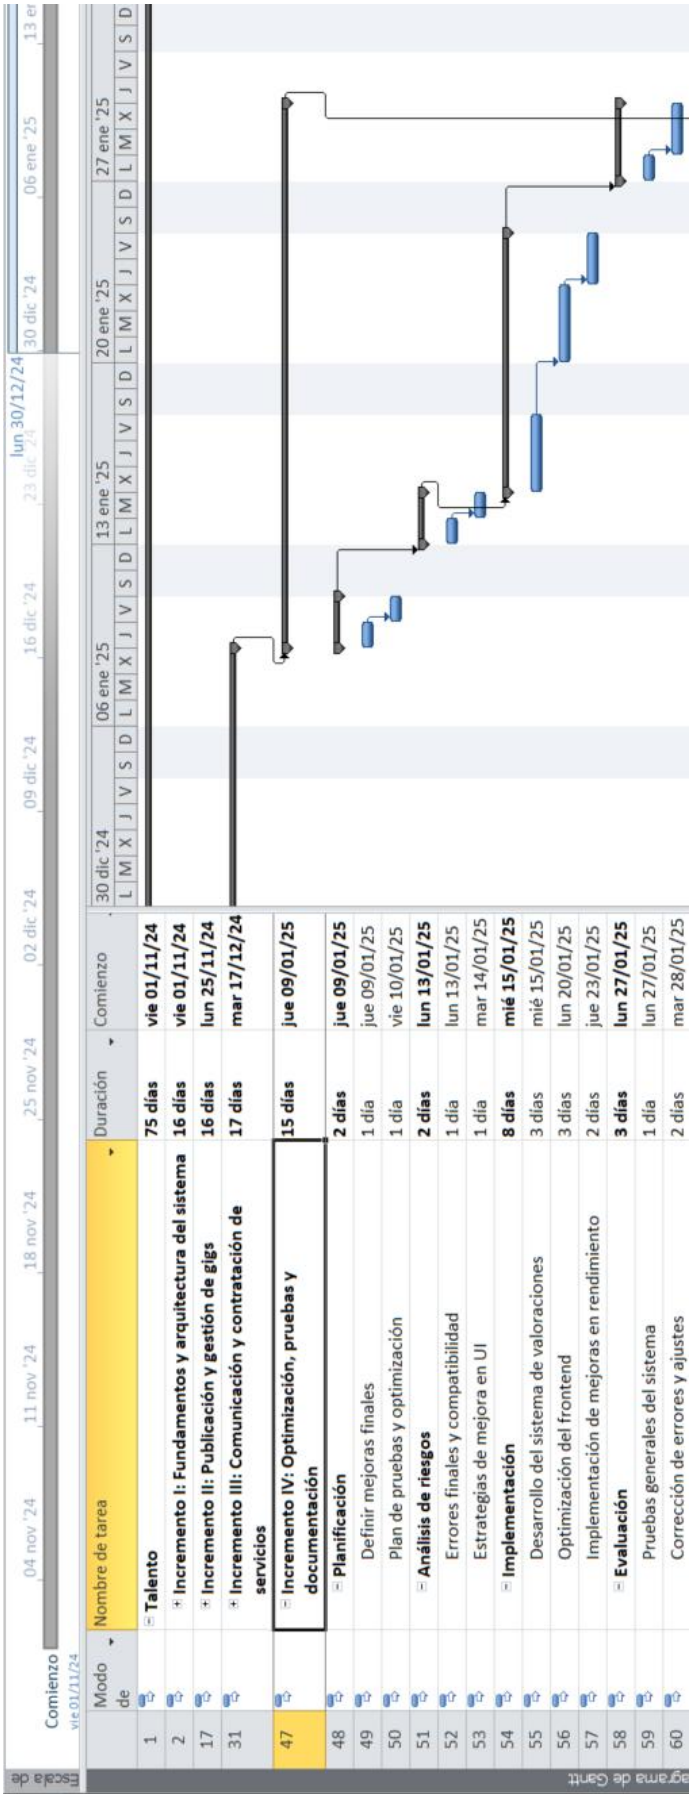 04 nov '24 11 nov '24 18 nov '24 25 nov '24 02 dic '24 09 dic '24 16 dic '24 23 dic '24 lun 30/12/24 30 dic '24 06 ene '25 13 en
Comienzo
vie 01/11/24
Escala de
Modo de Nombre de tarea Duración Comienzo
30 dic '24 06 ene '25 13 ene '25 20 ene '25 27 ene '25
L M X J V S D L M X J V S D L M X J V S D L M X J V S D L M X J V S D
1 Talento 75 días vie 01/11/24
2 Incremento I: Fundamentos y arquitectura del sistema 16 días vie 01/11/24
17 Incremento II: Publicación y gestión de gigs 16 días lun 25/11/24
31 Incremento III: Comunicación y contratación de 17 días mar 17/12/24
servicios
47 Incremento IV: Optimización, pruebas y 15 días jue 09/01/25
documentación
48 Planificación 2 días jue 09/01/25
49 Definir mejoras finales 1 día jue 09/01/25
50 Plan de pruebas y optimización 1 día vie 10/01/25
51 Análisis de riesgos 2 días lun 13/01/25
52 Errores finales y compatibilidad 1 día lun 13/01/25
53 Estrategias de mejora en UI 1 día mar 14/01/25
54 Implementación 8 días mié 15/01/25
55 Desarrollo del sistema de valoraciones 3 días mié 15/01/25
56 Optimización del frontend 3 días lun 20/01/25
57 Implementación de mejoras en rendimiento 2 días jue 23/01/25
58 Evaluación 3 días lun 27/01/25
59 Pruebas generales del sistema 1 día lun 27/01/25
60 Corrección de errores y ajustes 2 días mar 28/01/25
agrama de Gantt